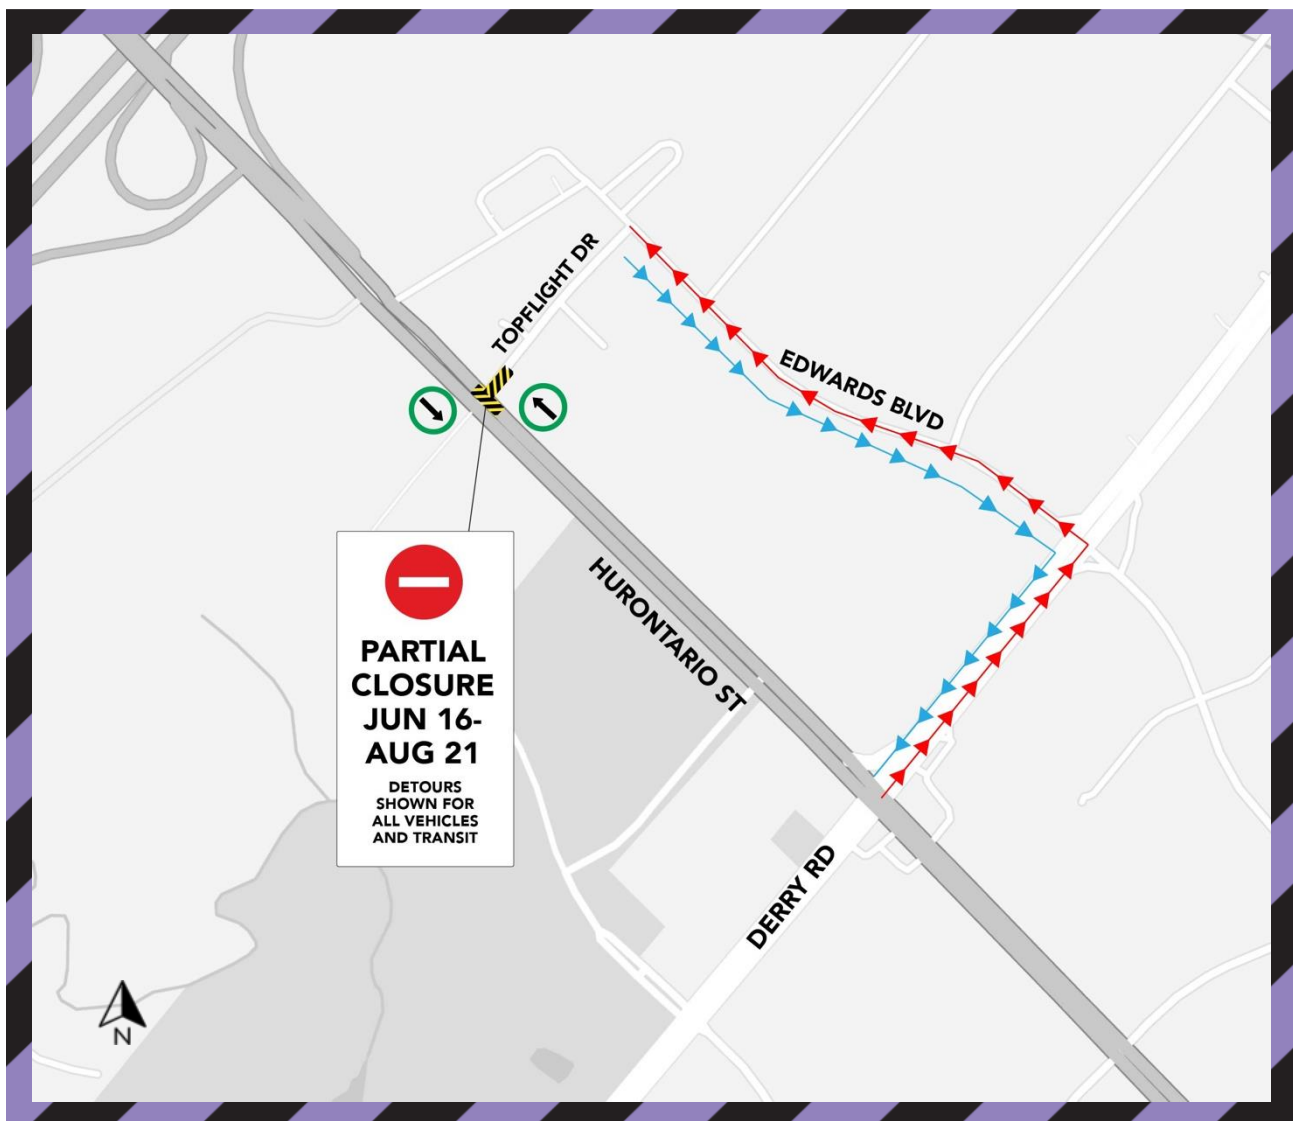 TOPFLIGHT DR
EDWARDS BLVD
HURONTARIO ST
PARTIAL
CLOSURE
JUN 16-
AUG 21
DETOURS
SHOWN FOR
ALL VEHICLES
AND TRANSIT
DERRY RD
N